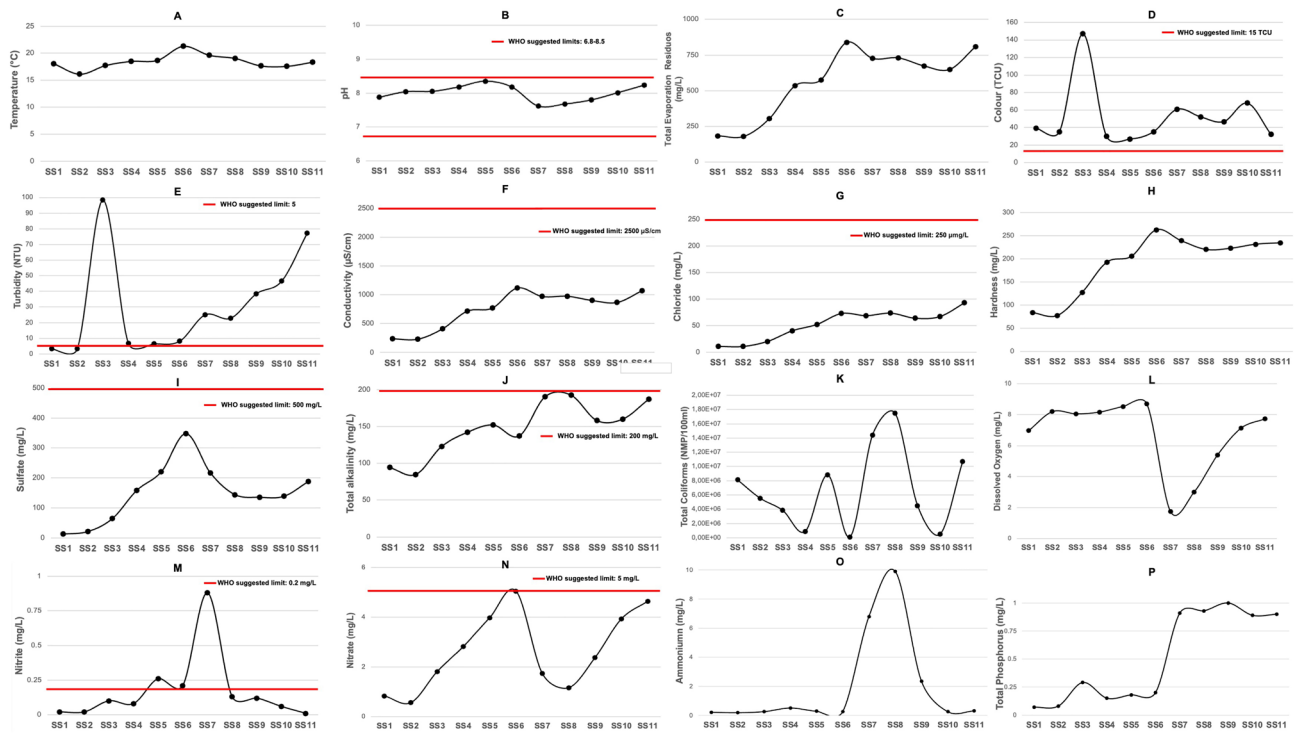 A
Temperature (°C)
25
20
15
10
5
0
SS1 SS2 SS3 SS4 SS5 SS6 SS7 SS8 SS9 SS10 SS11
B
WHO suggested limits: 6.8-8.5
pH
10
9
8
7
6
SS1 SS2 SS3 SS4 SS5 SS6 SS7 SS8 SS9 SS10 SS11
C
Total Evaporation Residuos
(mg/L)
1000
750
500
250
0
SS1 SS2 SS3 SS4 SS5 SS6 SS7 SS8 SS9 SS10 SS11
D
WHO suggested limit: 15 TCU
Colour (TCU)
160
140
120
100
80
60
40
20
0
SS1 SS2 SS3 SS4 SS5 SS6 SS7 SS8 SS9 SS10 SS11
E
WHO suggested limit: 5
Turbidity (NTU)
100
90
80
70
60
50
40
30
20
10
0
SS1 SS2 SS3 SS4 SS5 SS6 SS7 SS8 SS9 SS10 SS11
F
WHO suggested limit: 2500 µS/cm
Conductivity (µS/cm)
2500
2000
1500
1000
500
0
SS1 SS2 SS3 SS4 SS5 SS6 SS7 SS8 SS9 SS10 SS11
G
WHO suggested limit: 250 µmg/L
Chloride (mg/L)
250
200
150
100
50
0
SS1 SS2 SS3 SS4 SS5 SS6 SS7 SS8 SS9 SS10 SS11
H
Hardness (mg/L)
300
250
200
150
100
50
0
SS1 SS2 SS3 SS4 SS5 SS6 SS7 SS8 SS9 SS10 SS11
I
WHO suggested limit: 500 mg/L
Sulfate (mg/L)
500
400
300
200
100
0
SS1 SS2 SS3 SS4 SS5 SS6 SS7 SS8 SS9 SS10 SS11
J
WHO suggested limit: 200 mg/L
Total alkalinity (mg/L)
200
150
100
50
0
SS1 SS2 SS3 SS4 SS5 SS6 SS7 SS8 SS9 SS10 SS11
K
Total Coliforms (NMP/100ml)
2,00E+07
1,80E+07
1,60E+07
1,40E+07
1,20E+07
1,00E+07
8,00E+06
6,00E+06
4,00E+06
2,00E+06
0,00E+00
SS1 SS2 SS3 SS4 SS5 SS6 SS7 SS8 SS9 SS10 SS11
L
Dissolved Oxygen (mg/L)
10
8
6
4
2
0
SS1 SS2 SS3 SS4 SS5 SS6 SS7 SS8 SS9 SS10 SS11
M
WHO suggested limit: 0.2 mg/L
Nitrite (mg/L)
1
0.75
0.5
0.25
0
SS1 SS2 SS3 SS4 SS5 SS6 SS7 SS8 SS9 SS10 SS11
N
WHO suggested limit: 5 mg/L
Nitrate (mg/L)
6
4
2
0
SS1 SS2 SS3 SS4 SS5 SS6 SS7 SS8 SS9 SS10 SS11
O
Ammoniumn (mg/L)
10
8
6
4
2
0
SS1 SS2 SS3 SS4 SS5 SS6 SS7 SS8 SS9 SS10 SS11
P
Total Phosphorus (mg/L)
1
0.75
0.5
0.25
0
SS1 SS2 SS3 SS4 SS5 SS6 SS7 SS8 SS9 SS10 SS11